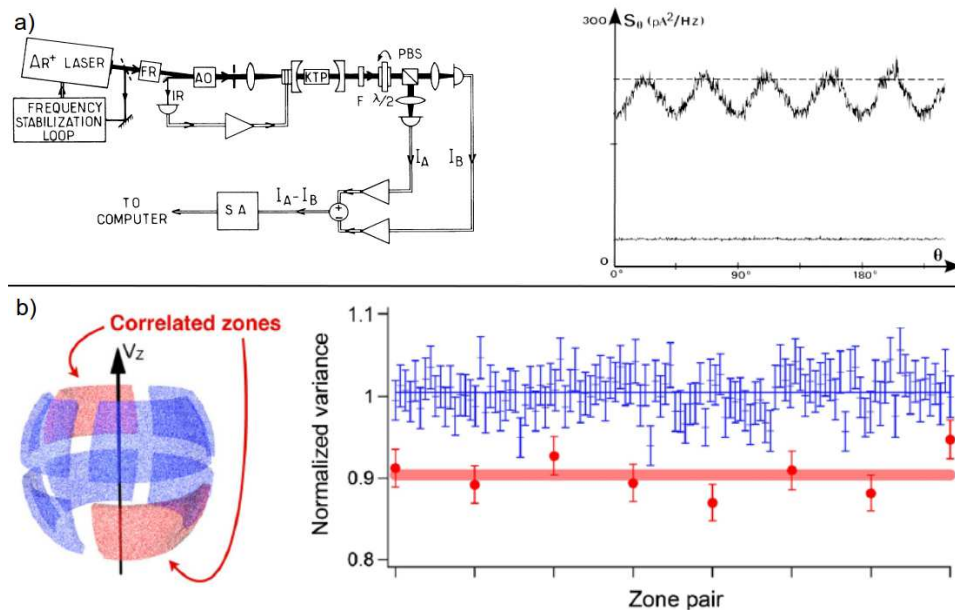 a)
ΔR+ LASER
FR
AO
KTP
PBS
F
λ/2
IR
FREQUENCY
STABILIZATION
LOOP
IA
IB
TO
COMPUTER
SA
IA-IB
+
−
300
Sθ (pA²/Hz)
0
0°
90°
180°
θ
b)
Correlated zones
Vz
Normalized variance
1.1
1
0.9
0.8
Zone pair